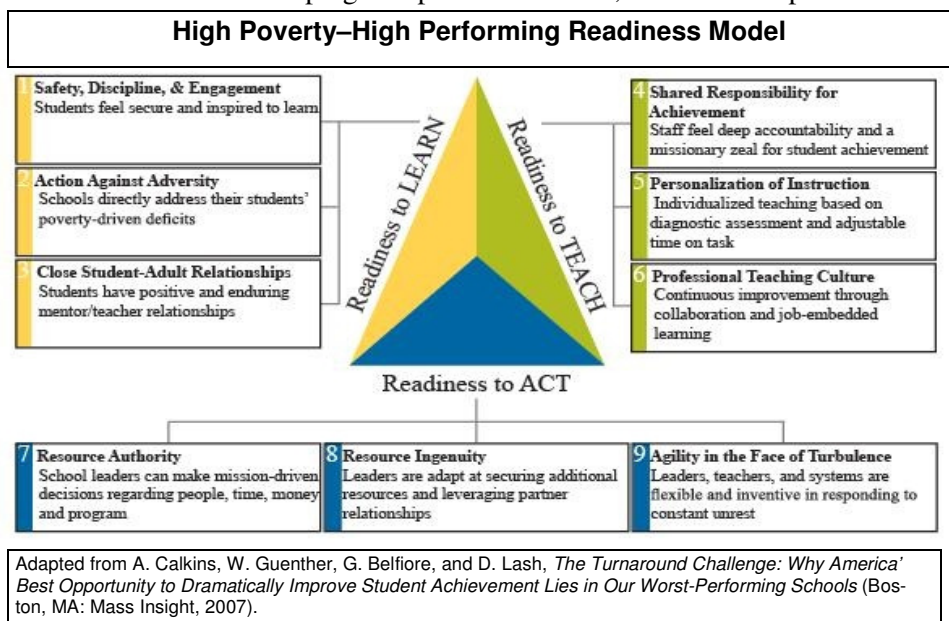 High Poverty–High Performing Readiness Model
1 Safety, Discipline, & Engagement
Students feel secure and inspired to learn
2 Action Against Adversity
Schools directly address their students'
poverty-driven deficits
3 Close Student-Adult Relationships
Students have positive and enduring
mentor/teacher relationships
Readiness to LEARN
Readiness to TEACH
4 Shared Responsibility for
Achievement
Staff feel deep accountability and a
missionary zeal for student achievement
5 Personalization of Instruction
Individualized teaching based on
diagnostic assessment and adjustable
time on task
6 Professional Teaching Culture
Continuous improvement through
collaboration and job-embedded
learning
Readiness to ACT
7 Resource Authority
School leaders can make mission-driven
decisions regarding people, time, money
and program
8 Resource Ingenuity
Leaders are adapt at securing additional
resources and leveraging partner
relationships
9 Agility in the Face of Turbulence
Leaders, teachers, and systems are
flexible and inventive in responding to
constant unrest
Adapted from A. Calkins, W. Guenther, G. Belfiore, and D. Lash, The Turnaround Challenge: Why America'
Best Opportunity to Dramatically Improve Student Achievement Lies in Our Worst-Performing Schools (Bos-
ton, MA: Mass Insight, 2007).